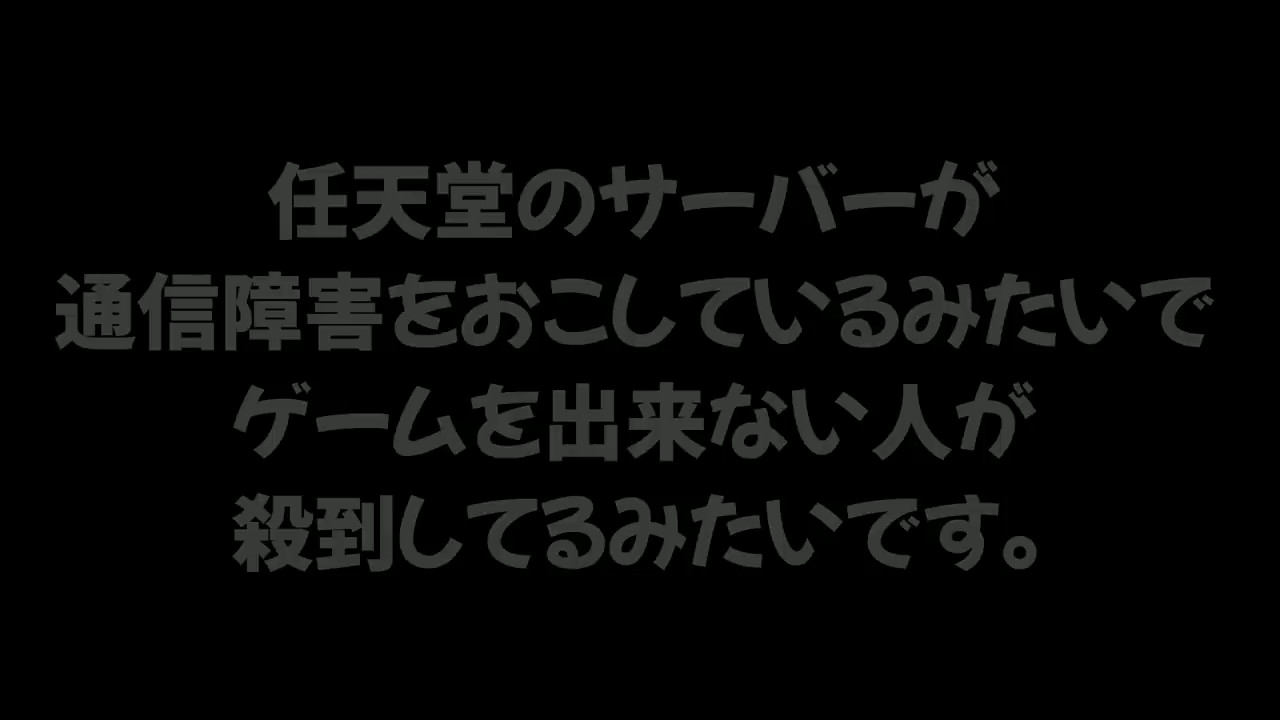 任天堂のサーバーが
通信障害をおこしているみたいで
ゲームを出来ない人が
殺到してるみたいです。